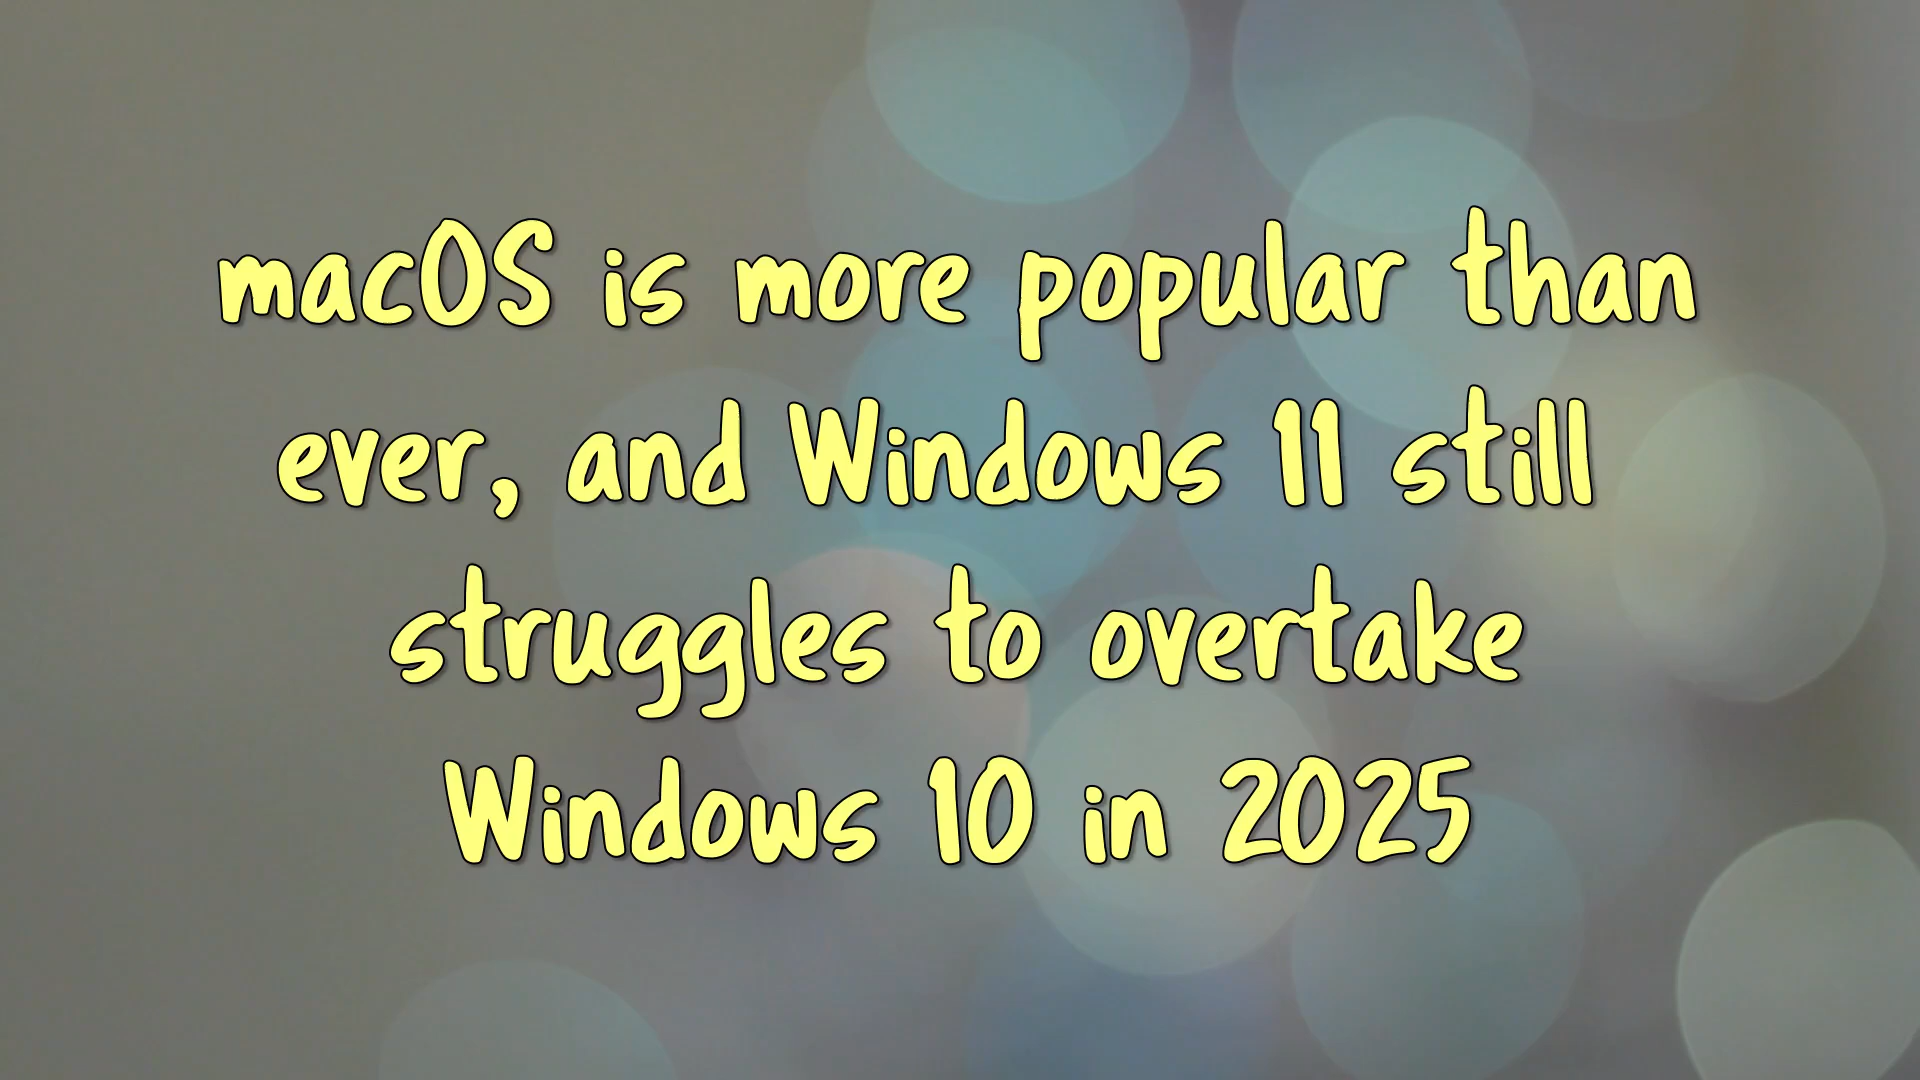 macOS is more popular than
ever, and Windows 11 still
struggles to overtake
Windows 10 in 2025